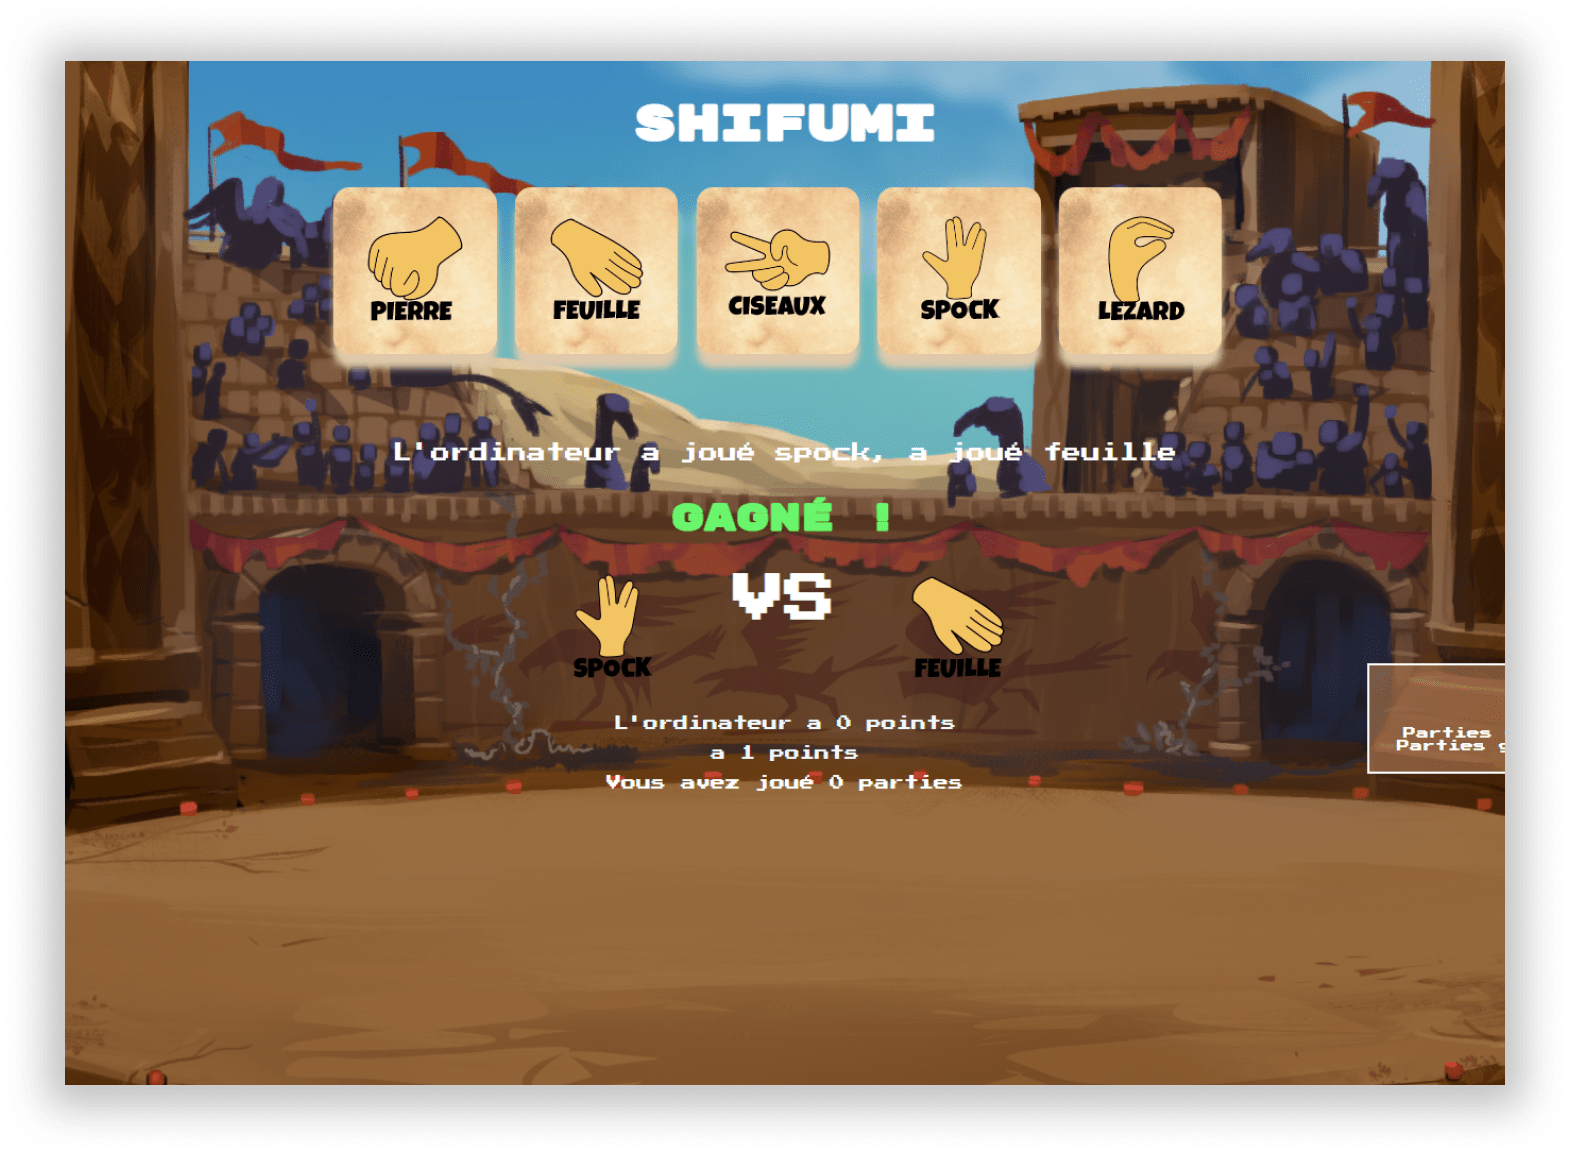 SHIFUMI
PIERRE
FEUILLE
CISEAUX
SPOCK
LEZARD
L'ordinateur a joué spock, a joué feuille
GAGNÉ !
VS
SPOCK
FEUILLE
L'ordinateur a 0 points
a 1 points
Vous avez joué 0 parties
Parties
Parties g